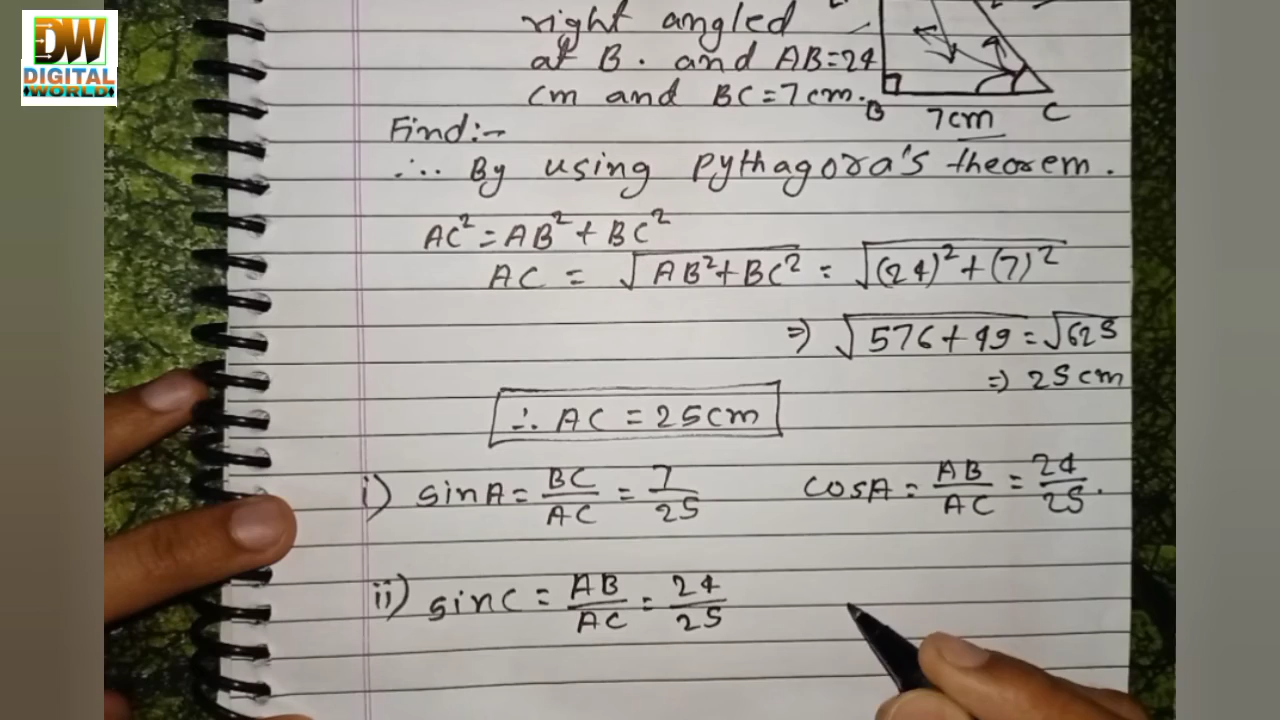 DW
DIGITAL
WORLD
right angled
at B. and AB=24
cm and BC=7cm.
B 7cm C
Find:-
∴ By using pythagora's theorem.
AC²=AB²+BC²
AC = √AB²+BC² = √(24)²+(7)²
⇒ √576+49 = √625
⇒ 25cm
∴ AC = 25cm
i) sinA = BC/AC = 7/25 cosA = AB/AC = 24/25.
ii) sinC = AB/AC = 24/25